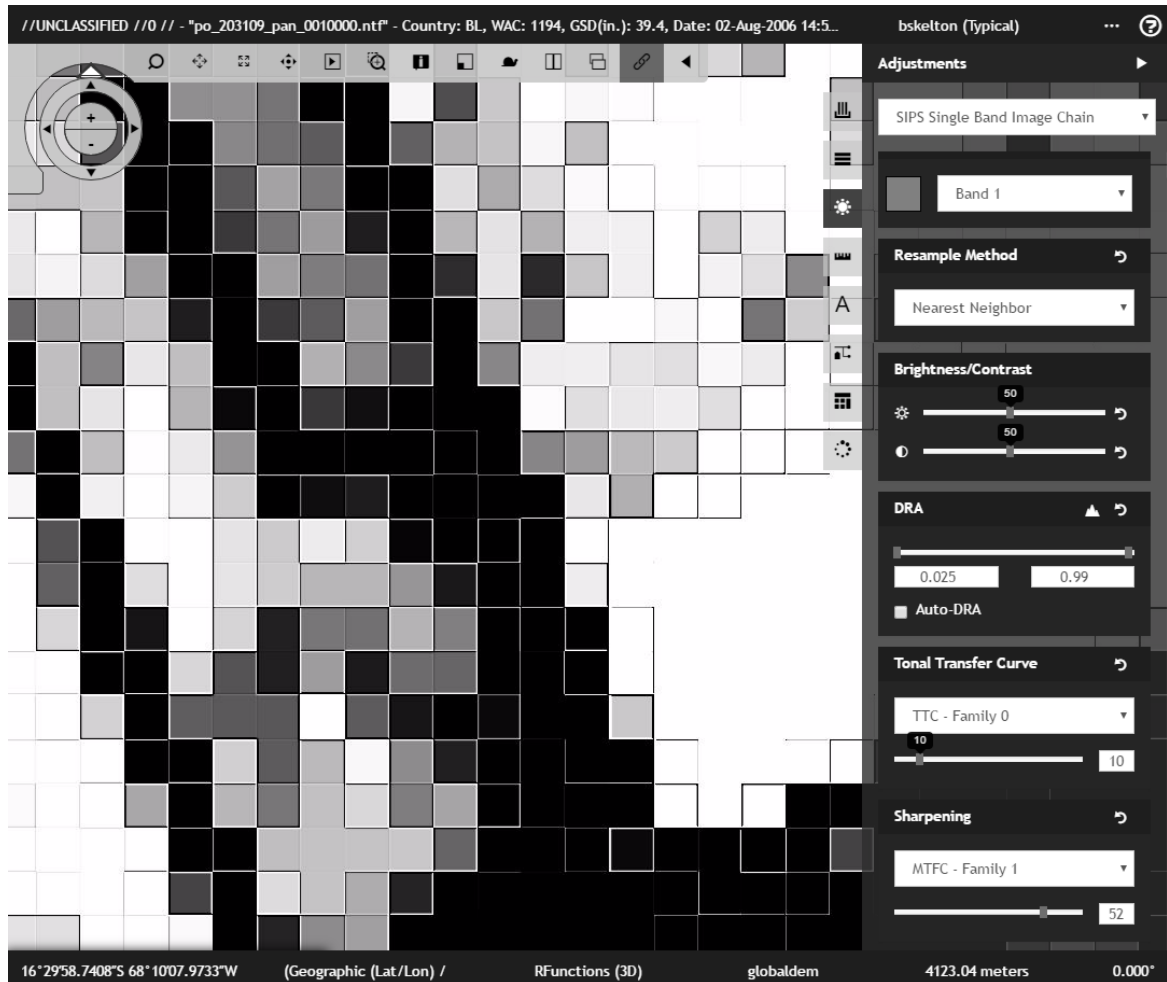 //UNCLASSIFIED //0 // - "po_203109_pan_0010000.ntf" - Country: BL, WAC: 1194, GSD(in.): 39.4, Date: 02-Aug-2006 14:5... bskelton (Typical) ... ?
Adjustments
SIPS Single Band Image Chain
Band 1
Resample Method
Nearest Neighbor
A
Brightness/Contrast
50
50
DRA
0.025 0.99
Auto-DRA
Tonal Transfer Curve
TTC - Family 0
10
10
Sharpening
MTFC - Family 1
52
16°29'58.7408"S 68°10'07.9733"W (Geographic (Lat/Lon) / RFunctions (3D) globaldem 4123.04 meters 0.000°